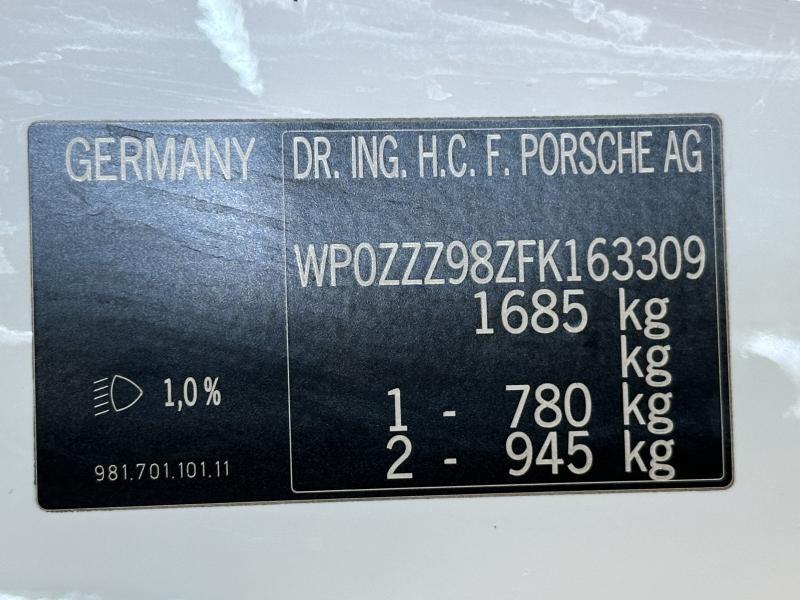 GERMANY
DR. ING. H.C. F. PORSCHE AG
WP0ZZZ98ZFK163309
1685 kg
kg
1 - 780 kg
2 - 945 kg
1,0%
981.701.101.11